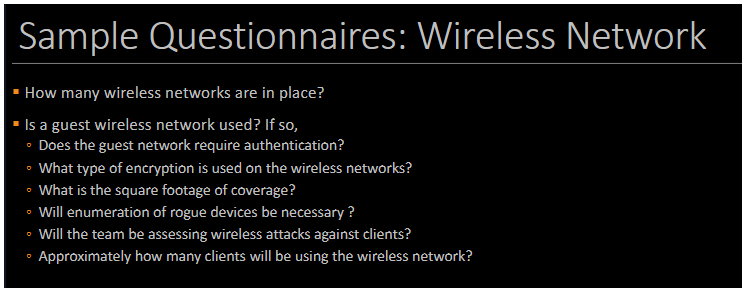 Sample Questionnaires: Wireless Network
▪ How many wireless networks are in place?
▪ Is a guest wireless network used? If so,
◦ Does the guest network require authentication?
◦ What type of encryption is used on the wireless networks?
◦ What is the square footage of coverage?
◦ Will enumeration of rogue devices be necessary ?
◦ Will the team be assessing wireless attacks against clients?
◦ Approximately how many clients will be using the wireless network?